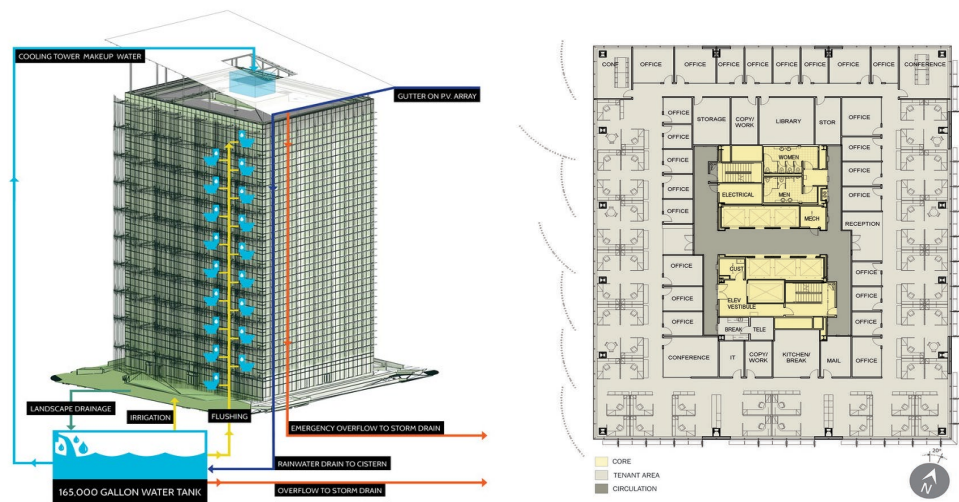 COOLING TOWER MAKEUP WATER
GUTTER ON P.V. ARRAY
LANDSCAPE DRAINAGE
IRRIGATION
FLUSHING
EMERGENCY OVERFLOW TO STORM DRAIN
RAINWATER DRAIN TO CISTERN
165,000 GALLON WATER TANK
OVERFLOW TO STORM DRAIN
CONF
OFFICE
OFFICE
OFFICE
OFFICE
OFFICE
OFFICE
OFFICE
OFFICE
CONFERENCE
OFFICE
STORAGE
COPY/
WORK
LIBRARY
STOR
OFFICE
OFFICE
OFFICE
WOMEN
OFFICE
OFFICE
OFFICE
ELECTRICAL
MEN
OFFICE
OFFICE
MECH
RECEPTION
OFFICE
CUST
OFFICE
OFFICE
ELEV
VESTIBULE
OFFICE
OFFICE
BREAK
TELE
OFFICE
CONFERENCE
IT
COPY/
WORK
KITCHEN/
BREAK
MAIL
OFFICE
CORE
TENANT AREA
CIRCULATION
20°
N